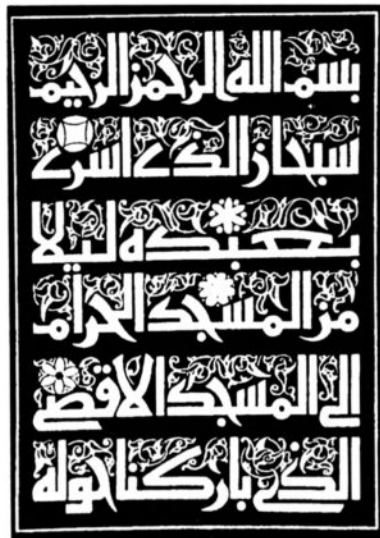 بسم الله الرحمن الرحيم
سبحان الذي اسرى
بعبده ليلا
من المسجد الحرام
الى المسجد الاقصى
الذي باركنا حوله